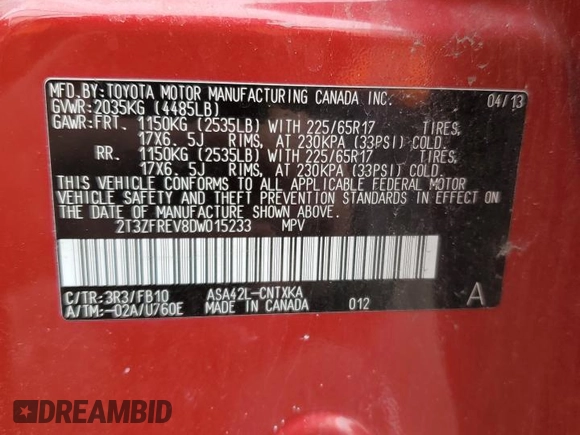 MFD.BY:TOYOTA MOTOR MANUFACTURING CANADA INC. 04/13
GVWR:2035KG (4485LB)
GAWR:FRT. 1150KG (2535LB) WITH 225/65R17 TIRES,
17X6. 5J RIMS, AT 230KPA (33PSI) COLD.
RR. 1150KG (2535LB) WITH 225/65R17 TIRES,
17X6. 5J RIMS, AT 230KPA (33PSI) COLD.
THIS VEHICLE CONFORMS TO ALL APPLICABLE FEDERAL MOTOR
VEHICLE SAFETY AND THEFT PREVENTION STANDARDS IN EFFECT ON
THE DATE OF MANUFACTURE SHOWN ABOVE.
2T3ZFREV8DW015233 MPV
C/TR:3R3/FB10 ASA42L-CNTXKA
A/TM:-02A/U760E MADE IN CANADA 012 A
DREAMBID